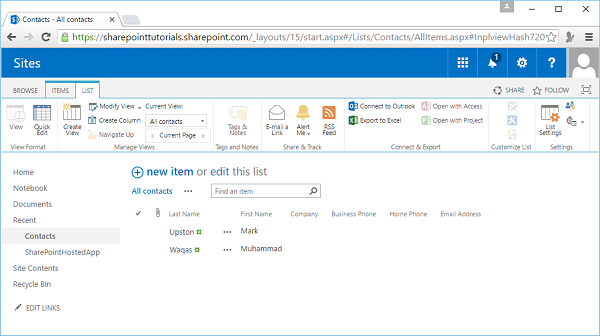 Contacts - All contacts
https://sharepointtutorials.sharepoint.com/_layouts/15/start.aspx#/Lists/Contacts/AllItems.aspx#InplviewHash720
Sites
1
?
BROWSE ITEMS LIST SHARE FOLLOW
View
Quick Edit
View Format
Create View
Modify View
Create Column
Navigate Up
Current View:
All contacts
Current Page
Manage Views
Tags & Notes
Tags and Notes
E-mail a Link
Alert Me
RSS Feed
Share & Track
Connect to Outlook
Export to Excel
Open with Access
Open with Project
Connect & Export
Customize List
List Settings
Settings
Home
Notebook
Documents
Recent
Contacts
SharePointHostedApp
Site Contents
Recycle Bin
EDIT LINKS
new item or edit this list
All contacts ••• Find an item
Last Name First Name Company Business Phone Home Phone Email Address
Upston ••• Mark
Waqas ••• Muhammad